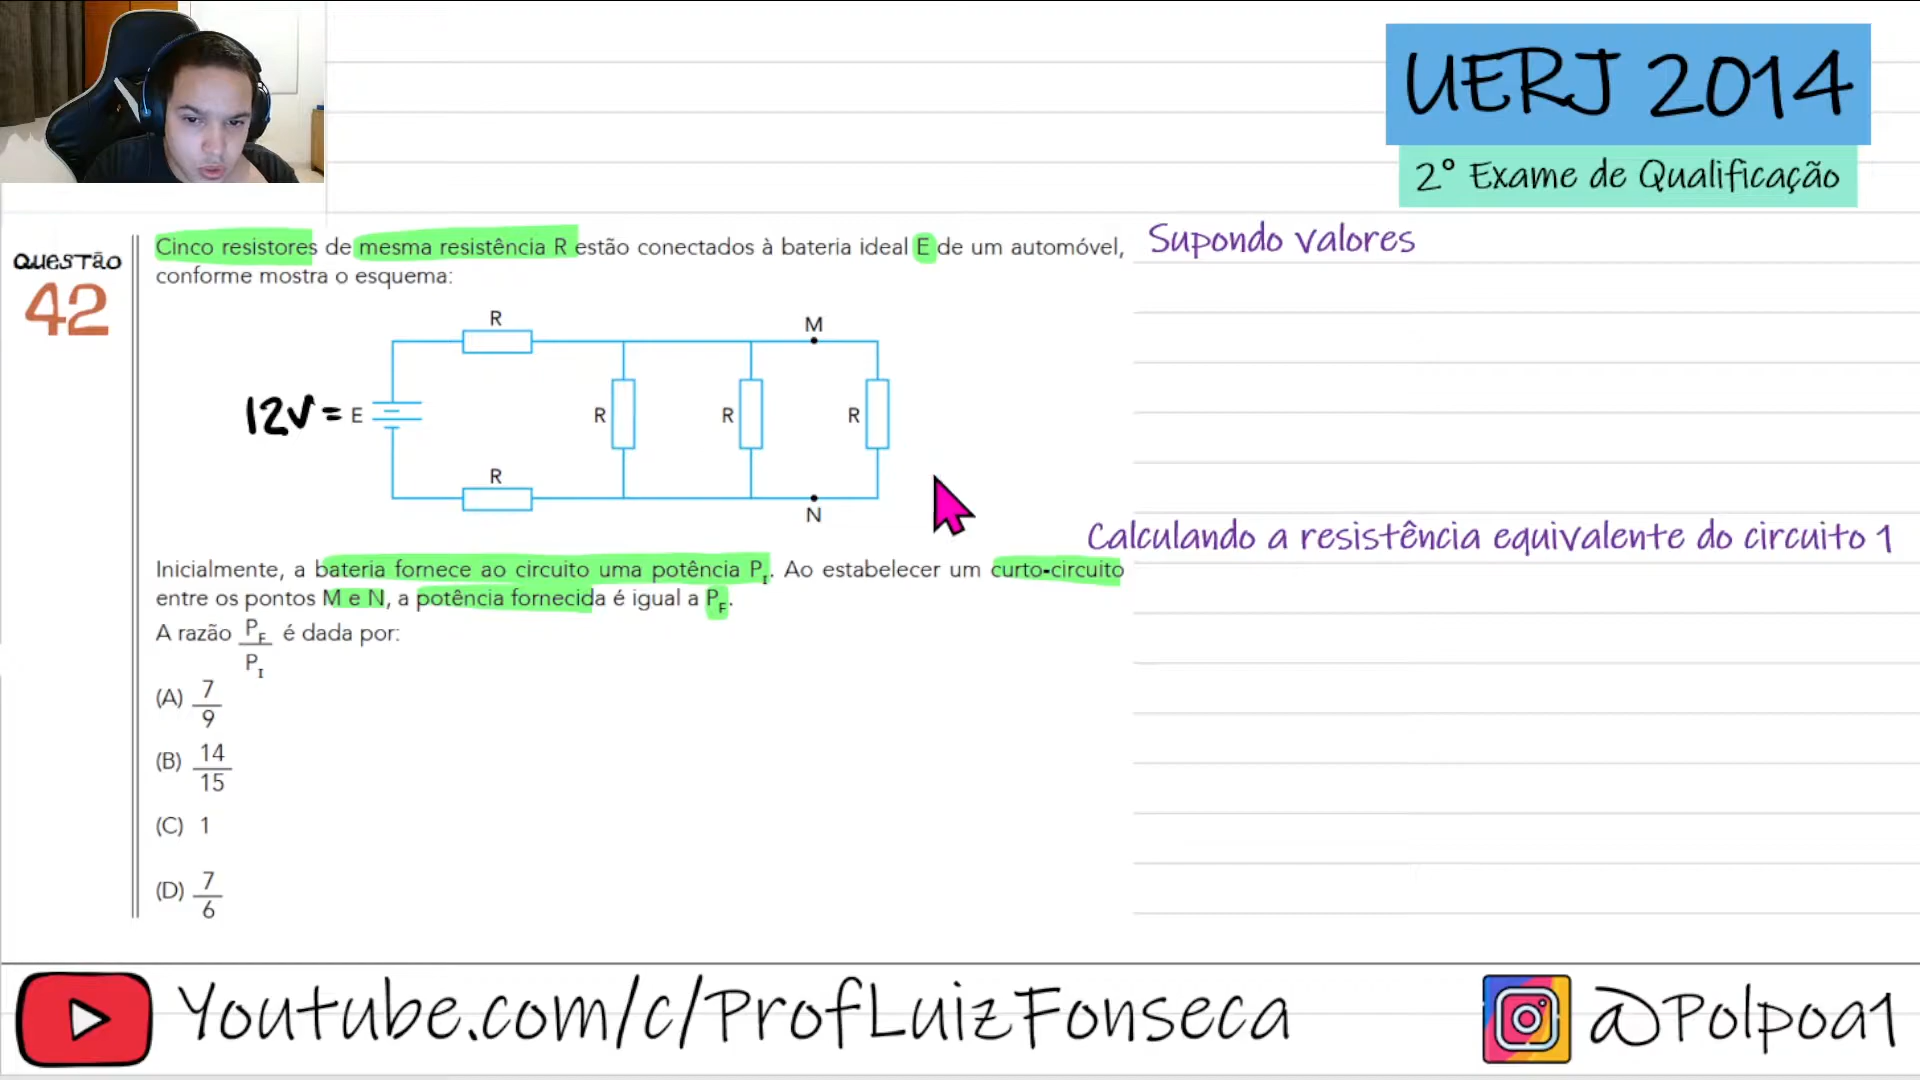 UERJ 2014
2º Exame de Qualificação
QUESTÃO
42
Cinco resistores de mesma resistência R estão conectados à bateria ideal E de um automóvel,
conforme mostra o esquema:
Supondo valores
R
M
12V = E
R
R
R
R
N
Calculando a resistência equivalente do circuito 1
Inicialmente, a bateria fornece ao circuito uma potência PI. Ao estabelecer um curto-circuito
entre os pontos M e N, a potência fornecida é igual a PF.
A razão PF/PI é dada por:
(A) 7/9
(B) 14/15
(C) 1
(D) 7/6
Youtube.com/c/ProfLuizFonseca
@Polpoa1